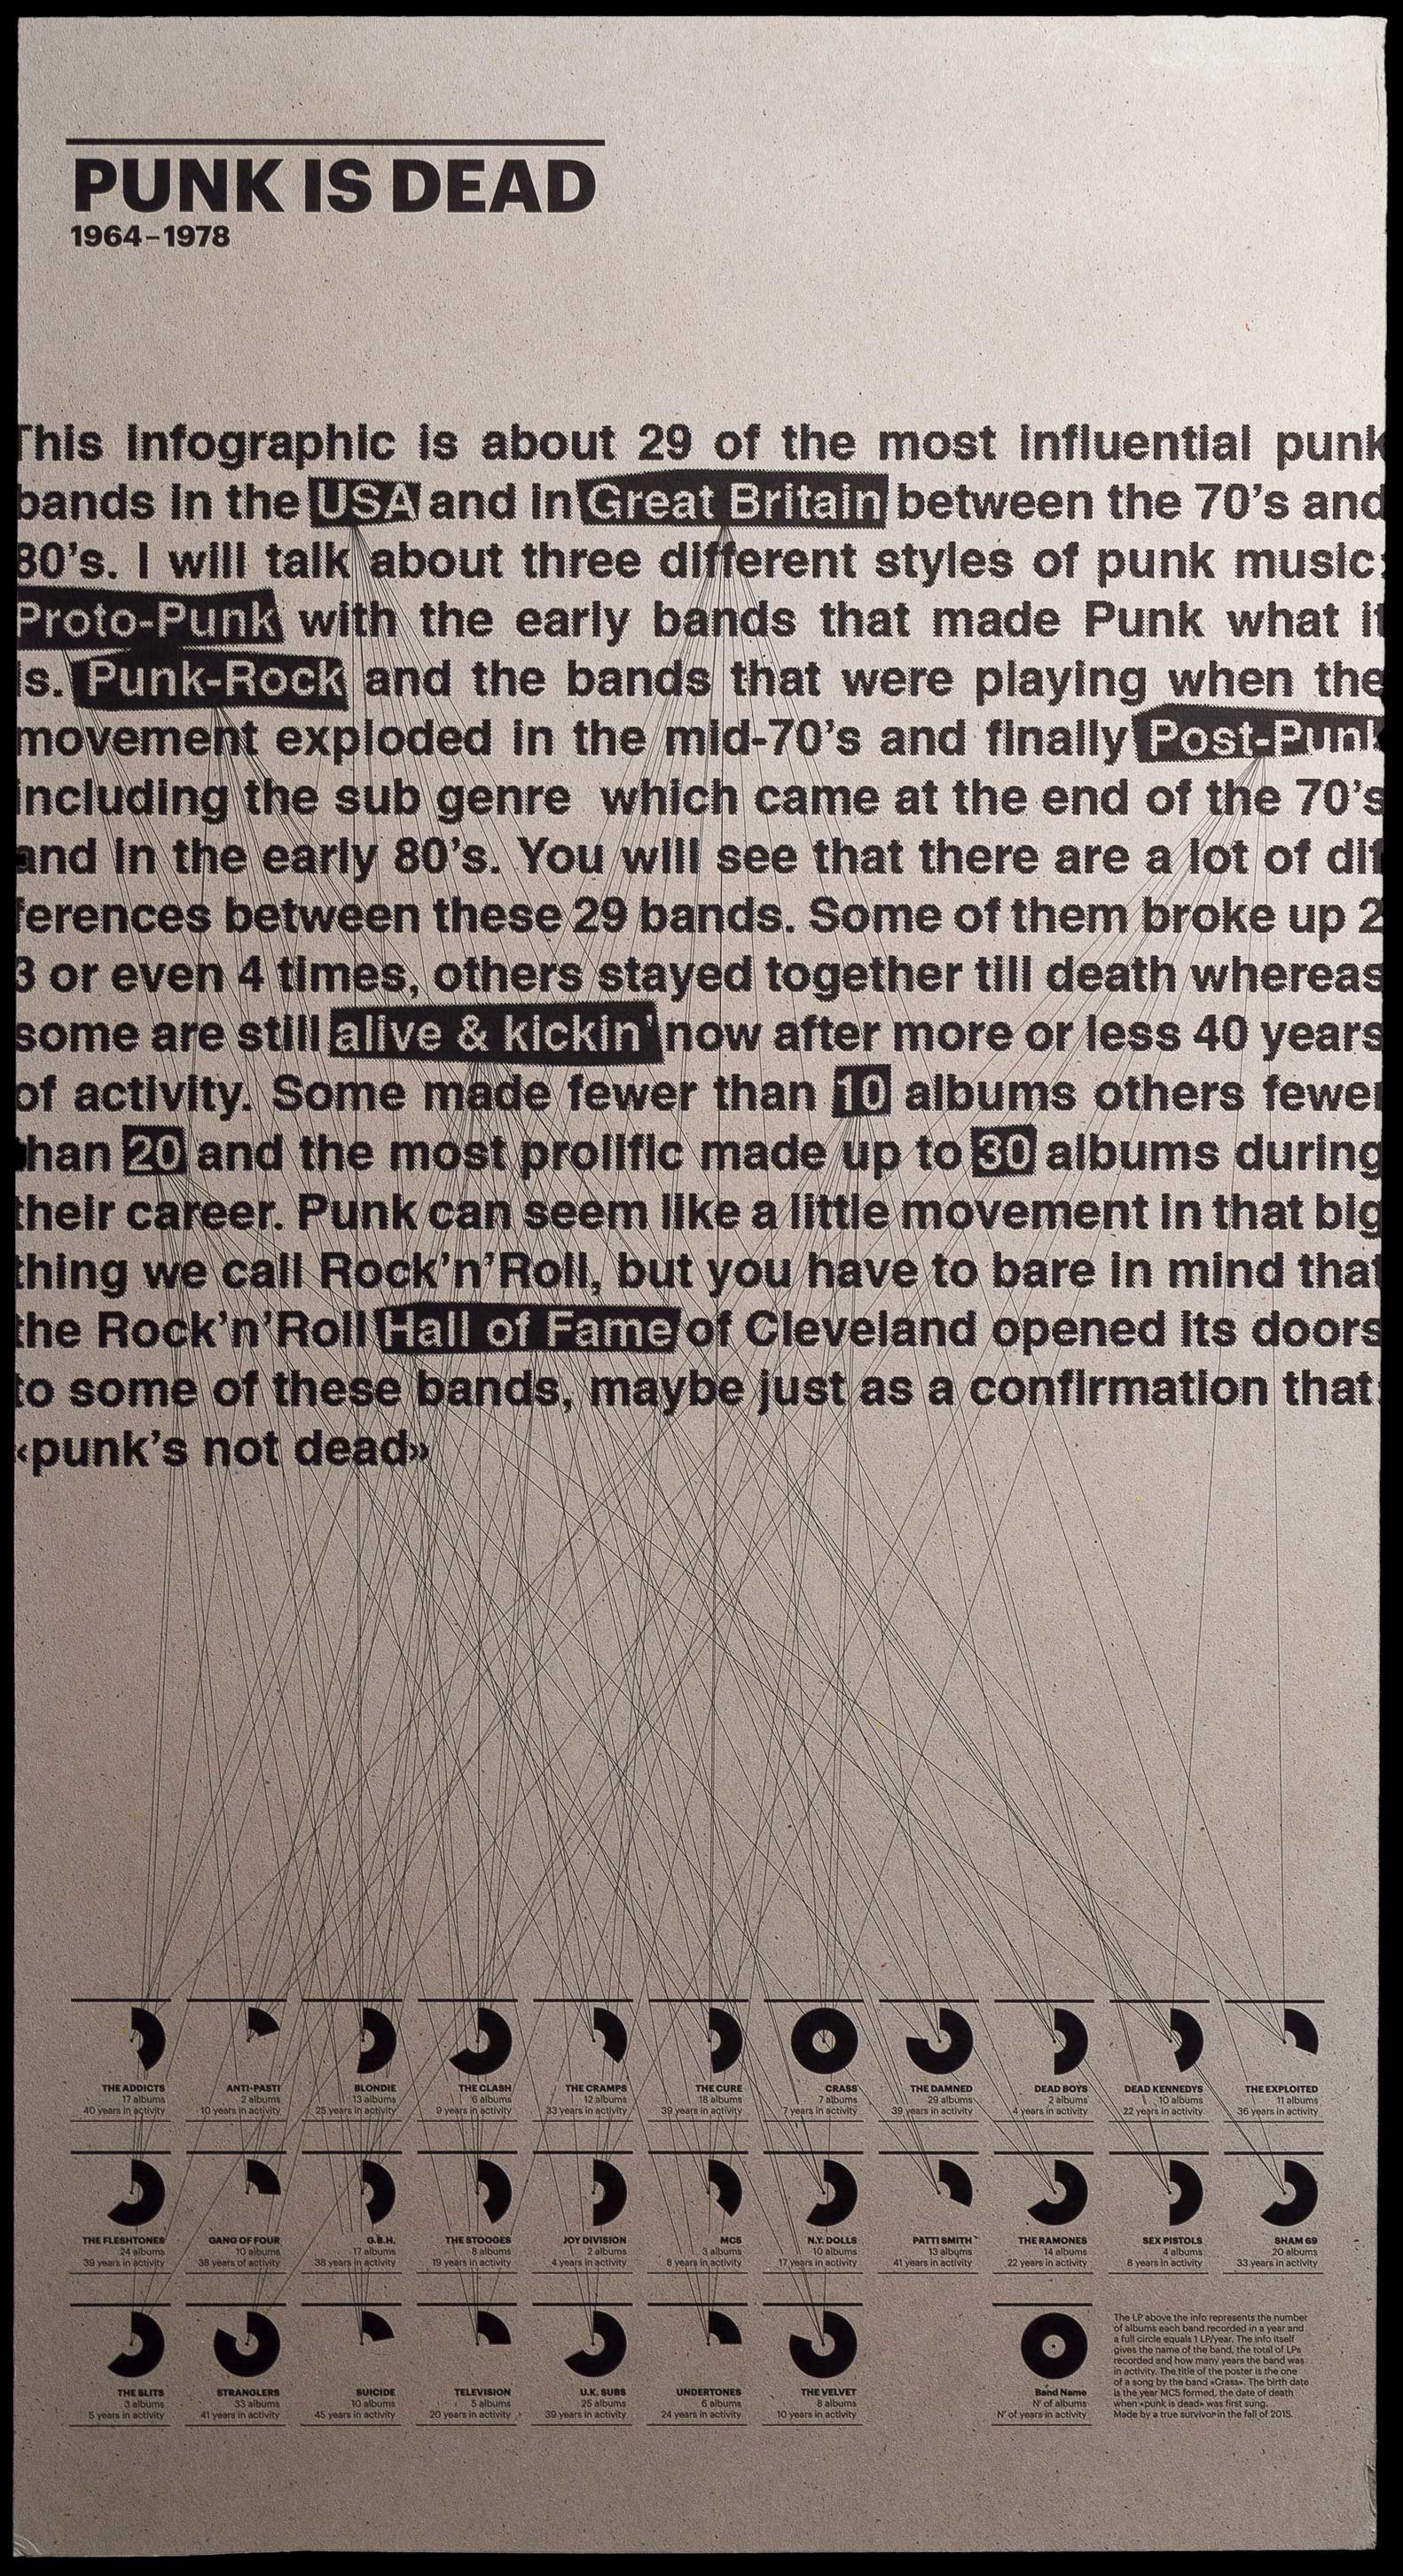 PUNK IS DEAD
1964–1978
This infographic is about 29 of the most influential punk
bands in the USA and in Great Britain between the 70’s and
80’s. I will talk about three different styles of punk music:
Proto-Punk with the early bands that made Punk what it
is. Punk-Rock and the bands that were playing when the
movement exploded in the mid-70’s and finally Post-Punk
including the sub genre which came at the end of the 70’s
and in the early 80’s. You will see that there are a lot of dif
ferences between these 29 bands. Some of them broke up 2
3 or even 4 times, others stayed together till death whereas
some are still alive & kickin’ now after more or less 40 years
of activity. Some made fewer than 10 albums others fewer
than 20 and the most prolific made up to 30 albums during
their career. Punk can seem like a little movement in that big
thing we call Rock’n’Roll, but you have to bare in mind that
the Rock’n’Roll Hall of Fame of Cleveland opened its doors
to some of these bands, maybe just as a confirmation that:
«punk’s not dead»
THE ADDICTS
17 albums
40 years in activity
ANTI-PASTI
2 albums
10 years in activity
BLONDIE
13 albums
25 years in activity
THE CLASH
6 albums
9 years in activity
THE CRAMPS
12 albums
33 years in activity
THE CURE
18 albums
39 years in activity
CRASS
7 albums
7 years in activity
THE DAMNED
29 albums
39 years in activity
DEAD BOYS
2 albums
4 years in activity
DEAD KENNEDYS
10 albums
22 years in activity
THE EXPLOITED
11 albums
36 years in activity
THE FLESHTONES
24 albums
39 years in activity
GANG OF FOUR
10 albums
38 years of activity
G.B.H.
17 albums
38 years in activity
THE STOOGES
8 albums
19 years in activity
JOY DIVISION
2 albums
4 years in activity
MC5
3 albums
8 years in activity
N.Y. DOLLS
10 albums
17 years in activity
PATTI SMITH
13 albums
41 years in activity
THE RAMONES
14 albums
22 years in activity
SEX PISTOLS
4 albums
8 years in activity
SHAM 69
20 albums
33 years in activity
THE SLITS
3 albums
5 years in activity
STRANGLERS
33 albums
41 years in activity
SUICIDE
10 albums
45 years in activity
TELEVISION
5 albums
20 years in activity
U.K. SUBS
25 albums
39 years in activity
UNDERTONES
6 albums
24 years in activity
THE VELVET
8 albums
10 years in activity
Band Name
N° of albums
N° of years in activity
The LP above the info represents the number
of albums each band recorded in a year and
a full circle equals 1 LP/year. The info itself
gives the name of the band, the total of LPs
recorded and how many years the band was
in activity. The title of the poster is the one
of a song by the band «Crass». The birth date
is the year MC5 formed, the date of death
when «punk is dead» was first sung.
Made by a true survivor in the fall of 2015.